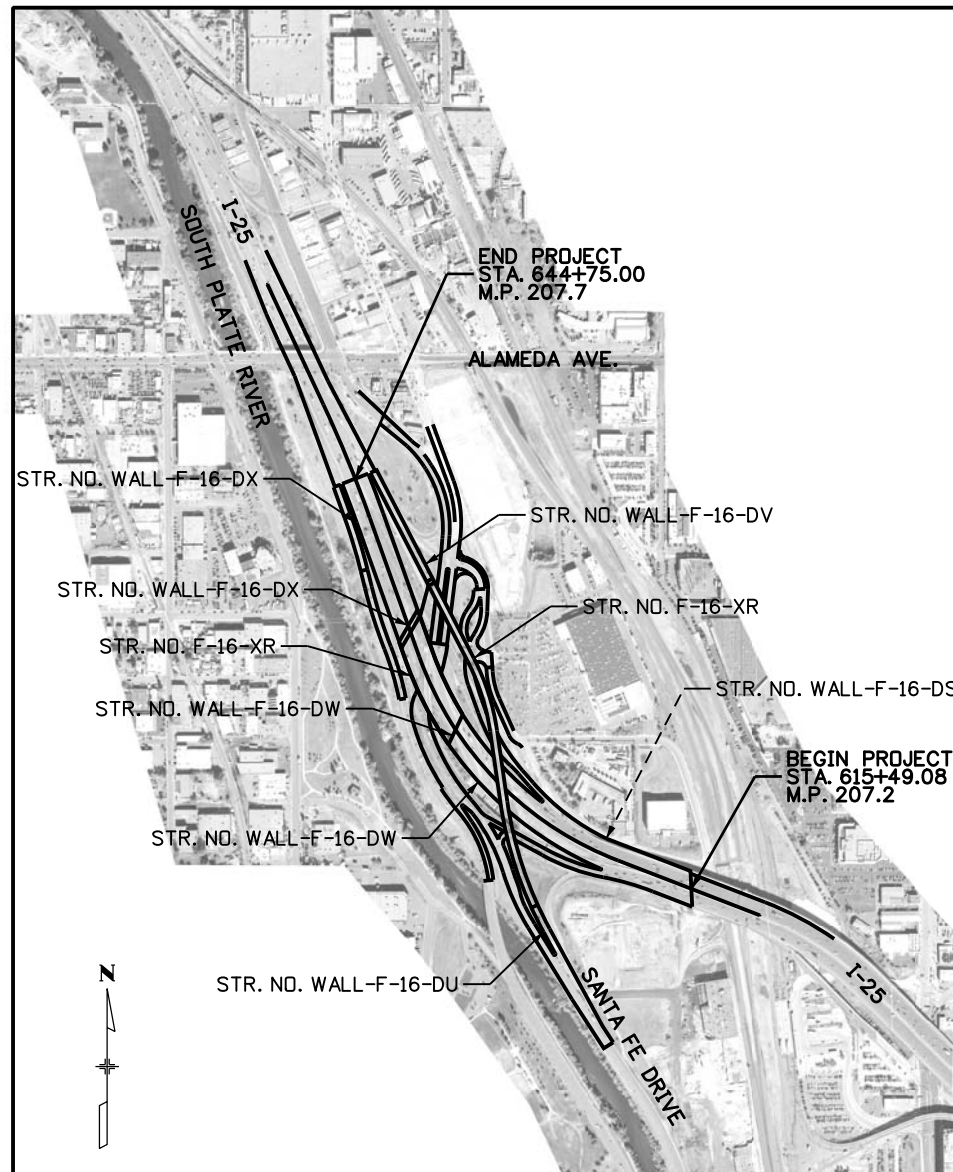 I-25
SOUTH PLATTE RIVER
END PROJECT
STA. 644+75.00
M.P. 207.7
ALAMEDA AVE.
STR. NO. WALL-F-16-DX
STR. NO. WALL-F-16-DV
STR. NO. WALL-F-16-DX
STR. NO. F-16-XR
STR. NO. F-16-XR
STR. NO. WALL-F-16-DS
STR. NO. WALL-F-16-DW
BEGIN PROJECT
STA. 615+49.08
M.P. 207.2
STR. NO. WALL-F-16-DW
N
STR. NO. WALL-F-16-DU
SANTA FE DRIVE
I-25